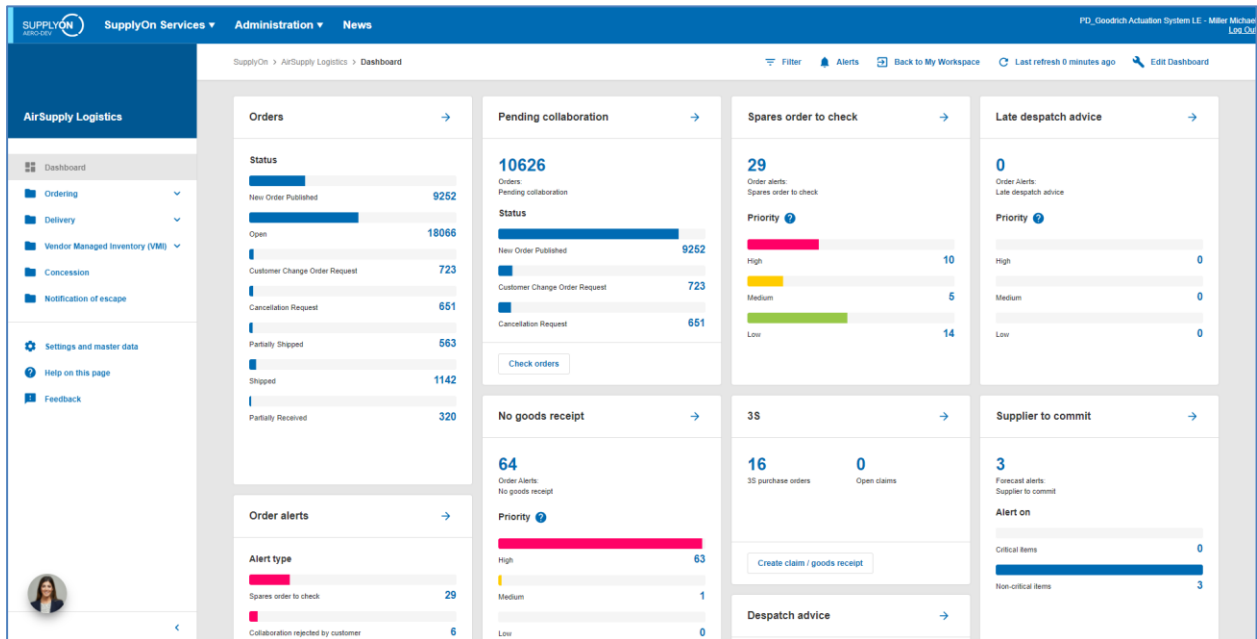 SUPPLYON
AERO-DEV
SupplyOn Services
Administration
News
PD_Goodrich Actuation System LE - Miller Michael
Log Out
AirSupply Logistics
Dashboard
Ordering
Delivery
Vendor Managed Inventory (VMI)
Concession
Notification of escape
Settings and master data
Help on this page
Feedback
SupplyOn > AirSupply Logistics > Dashboard
Filter
Alerts
Back to My Workspace
Last refresh 0 minutes ago
Edit Dashboard
Orders
Status
New Order Published 9252
Open 18066
Customer Change Order Request 723
Cancellation Request 651
Partially Shipped 563
Shipped 1142
Partially Received 320
Order alerts
Alert type
Spares order to check 29
Collaboration rejected by customer 6
Pending collaboration
10626
Orders:
Pending collaboration
Status
New Order Published 9252
Customer Change Order Request 723
Cancellation Request 651
Check orders
No goods receipt
64
Order Alerts:
No goods receipt
Priority ?
High 63
Medium 1
Low 0
Spares order to check
29
Order alerts:
Spares order to check
Priority ?
High 10
Medium 5
Low 14
3S
16 0
3S purchase orders Open claims
Create claim / goods receipt
Despatch advice
Late despatch advice
0
Order Alerts:
Late despatch advice
Priority ?
High 0
Medium 0
Low 0
Supplier to commit
3
Forecast alerts:
Supplier to commit
Alert on
Critical items 0
Non-critical items 3